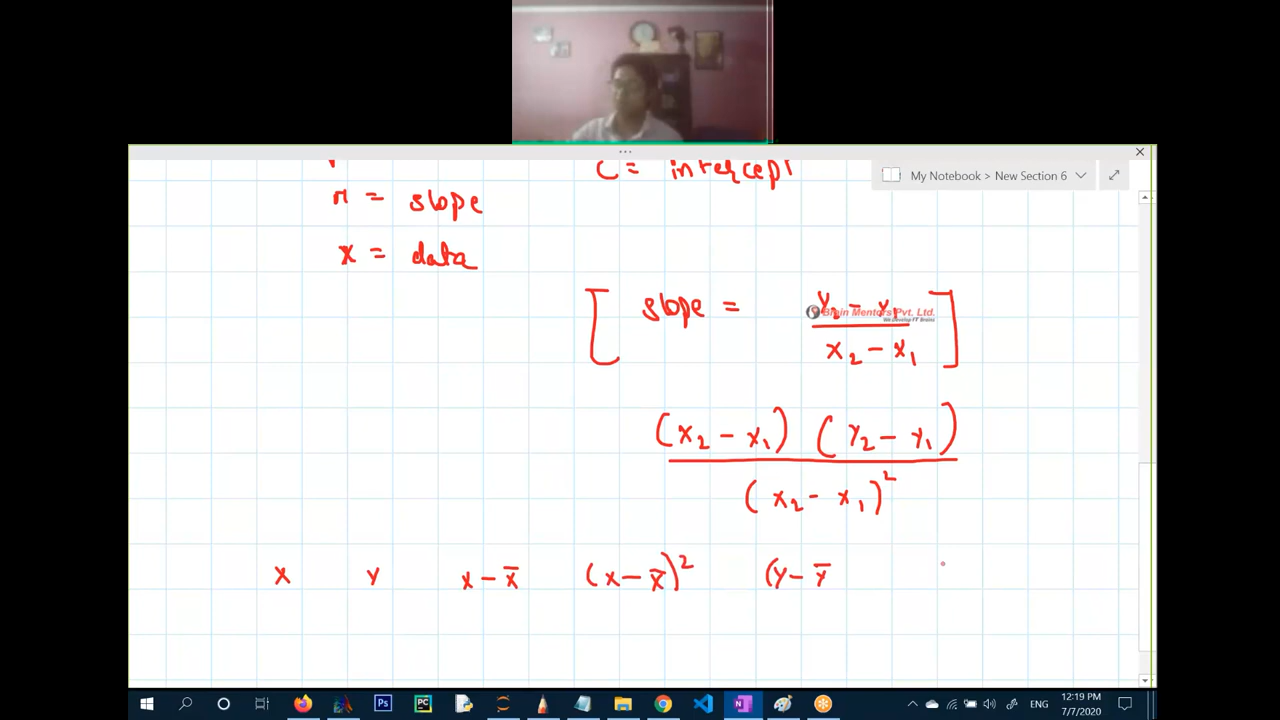 C = intercept
My Notebook > New Section 6
m = slope
x = data
slope = y₂ - y₁
Brain Mentors Pvt. Ltd.
x₂ - x₁
(x₂ - x₁) (y₂ - y₁)
(x₂ - x₁)²
x y x - x̅ (x - x̅)² (y - y̅
12:19 PM
ENG
7/7/2020